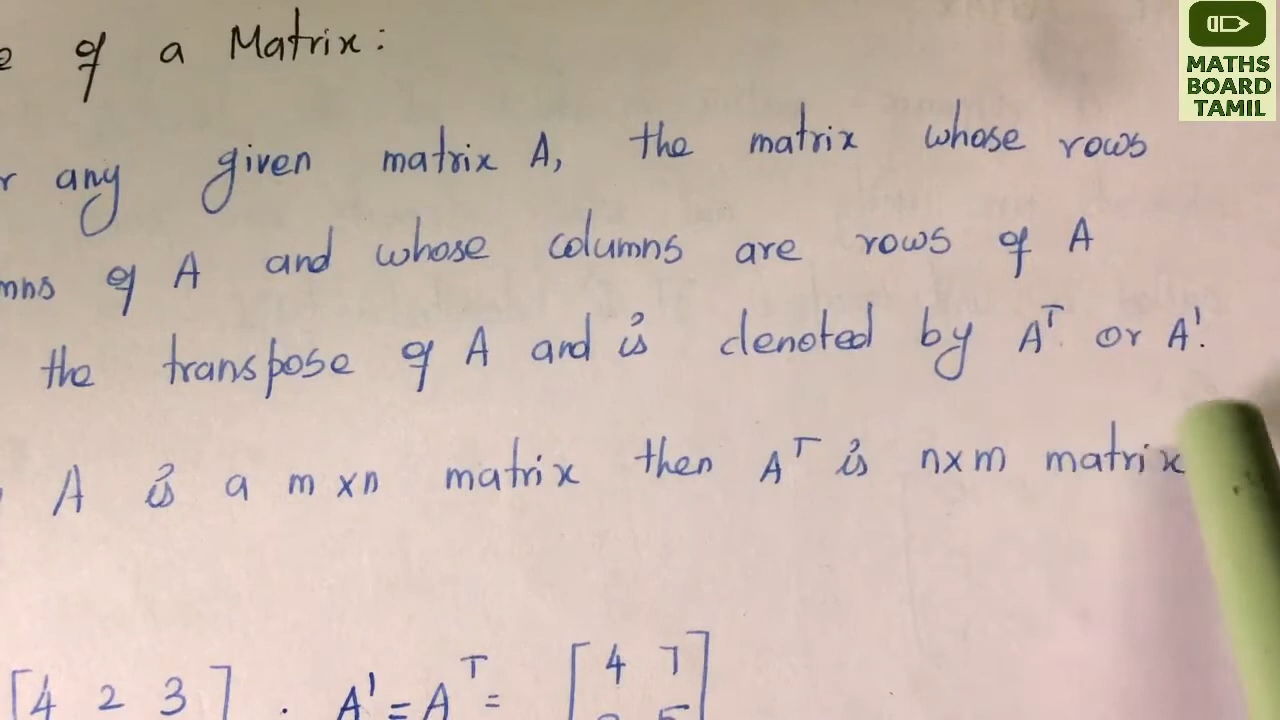 of a Matrix:
any given matrix A, the matrix whose rows
of A and whose columns are rows of A
the transpose of A and is denoted by Aᵀ or A'.
A is a m x n matrix then Aᵀ is n x m matrix
[4 2 3] . A' = Aᵀ = [4 7]
5
MATHS
BOARD
TAMIL